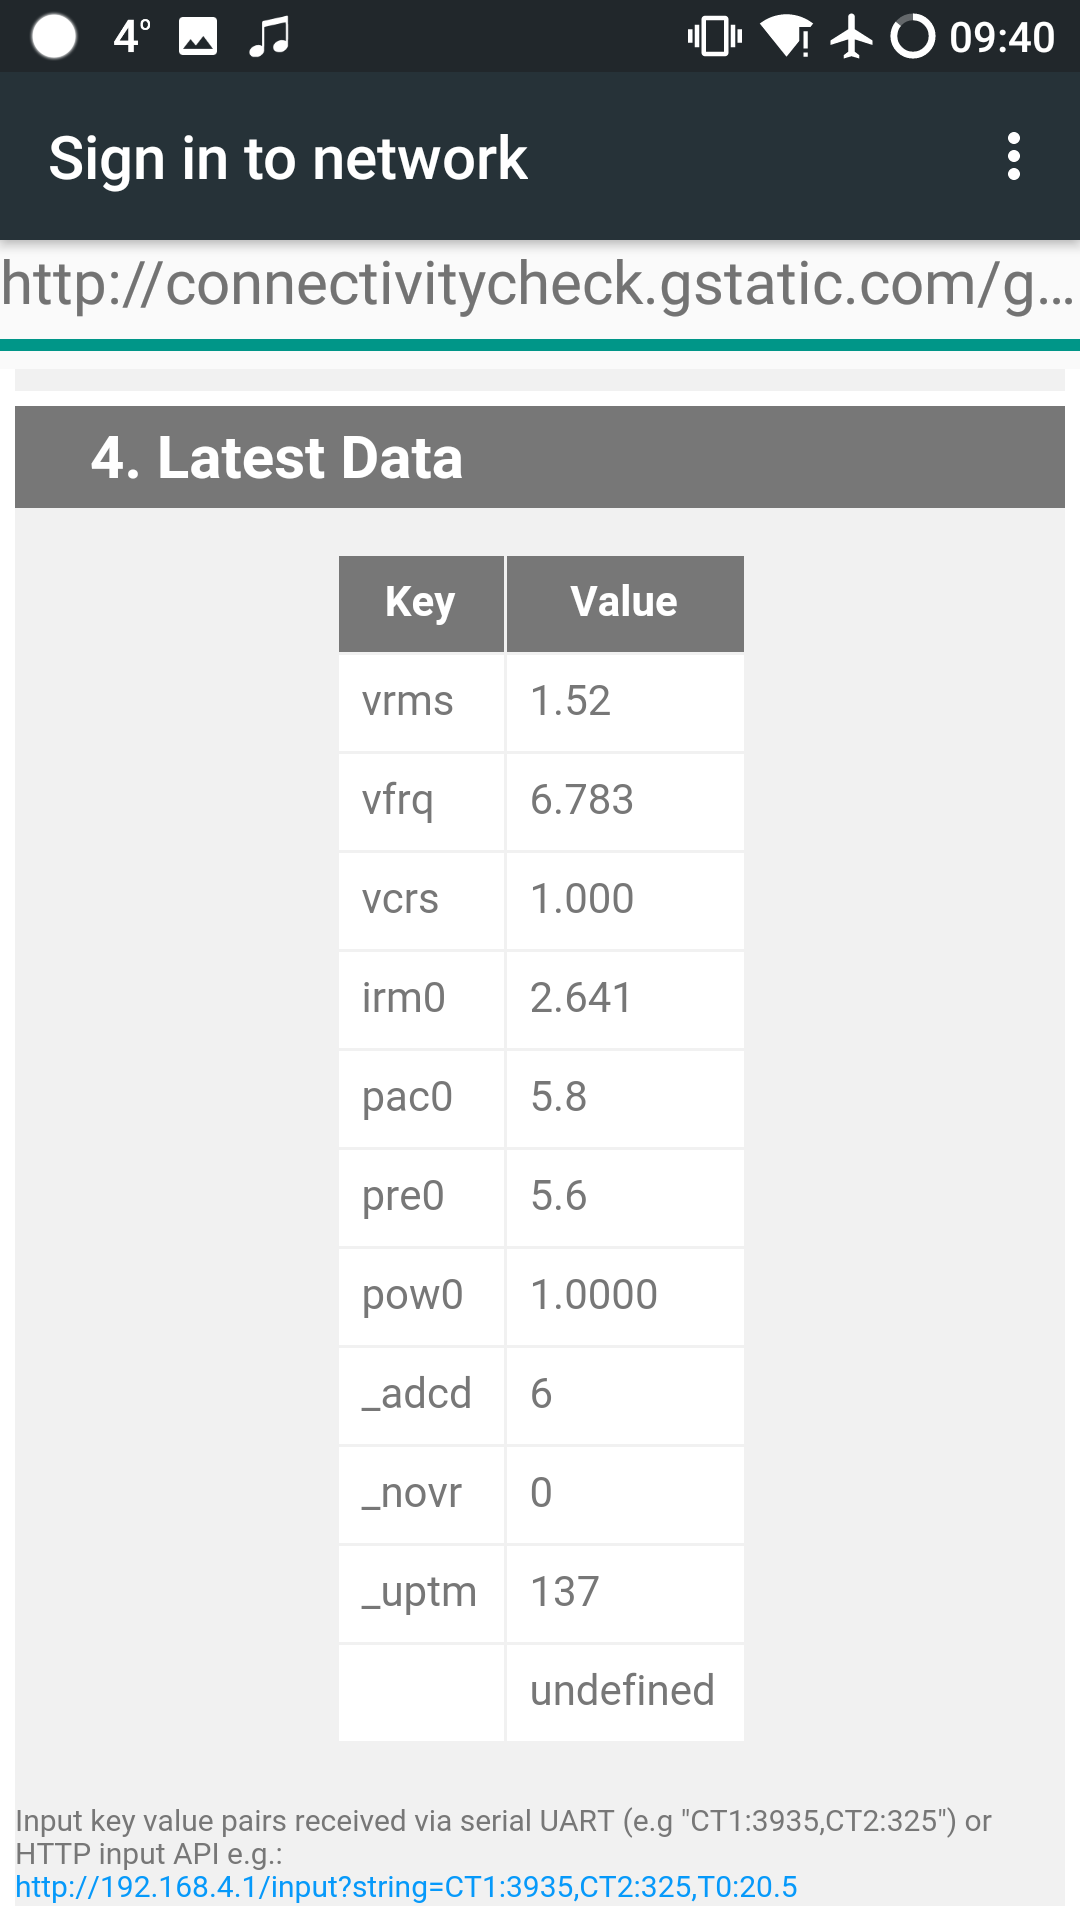 4° 09:40
Sign in to network
http://connectivitycheck.gstatic.com/g...
4. Latest Data
Key Value
vrms 1.52
vfrq 6.783
vcrs 1.000
irm0 2.641
pac0 5.8
pre0 5.6
pow0 1.0000
_adcd 6
_novr 0
_uptm 137
undefined
Input key value pairs received via serial UART (e.g "CT1:3935,CT2:325") or
HTTP input API e.g.:
http://192.168.4.1/input?string=CT1:3935,CT2:325,T0:20.5